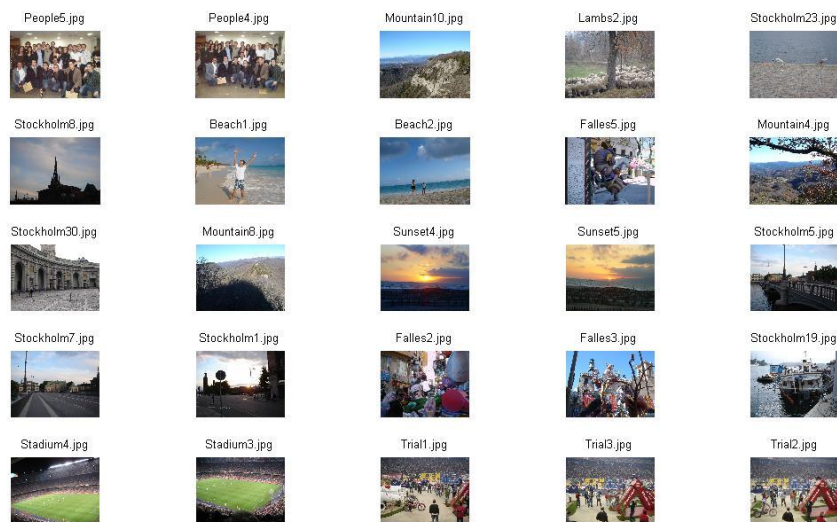 People5.jpg People4.jpg Mountain10.jpg Lambs2.jpg Stockholm23.jpg
Stockholm8.jpg Beach1.jpg Beach2.jpg Falles5.jpg Mountain4.jpg
Stockholm30.jpg Mountain8.jpg Sunset4.jpg Sunset5.jpg Stockholm5.jpg
Stockholm7.jpg Stockholm1.jpg Falles2.jpg Falles3.jpg Stockholm19.jpg
Stadium4.jpg Stadium3.jpg Trial1.jpg Trial3.jpg Trial2.jpg